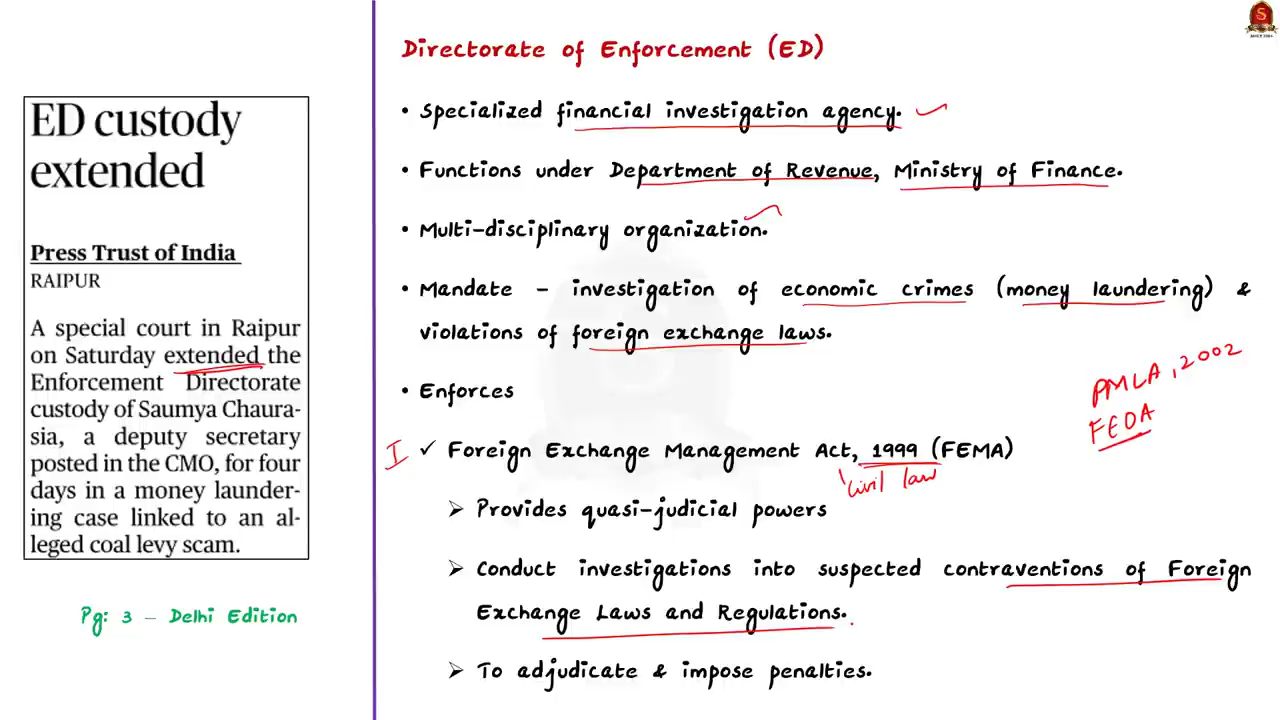 ED custody
extended
Press Trust of India
RAIPUR
A special court in Raipur
on Saturday extended the
Enforcement Directorate
custody of Saumya Chaura-
sia, a deputy secretary
posted in the CMO, for four
days in a money launder-
ing case linked to an al-
leged coal levy scam.
Pg: 3 – Delhi Edition
Directorate of Enforcement (ED)
• Specialized financial investigation agency.
• Functions under Department of Revenue, Ministry of Finance.
• Multi-disciplinary organization.
• Mandate – investigation of economic crimes (money laundering) &
violations of foreign exchange laws.
• Enforces
PMLA, 2002
FEOA
I ✓ Foreign Exchange Management Act, 1999 (FEMA)
civil law
➢ Provides quasi-judicial powers
➢ Conduct investigations into suspected contraventions of Foreign
Exchange Laws and Regulations.
➢ To adjudicate & impose penalties.